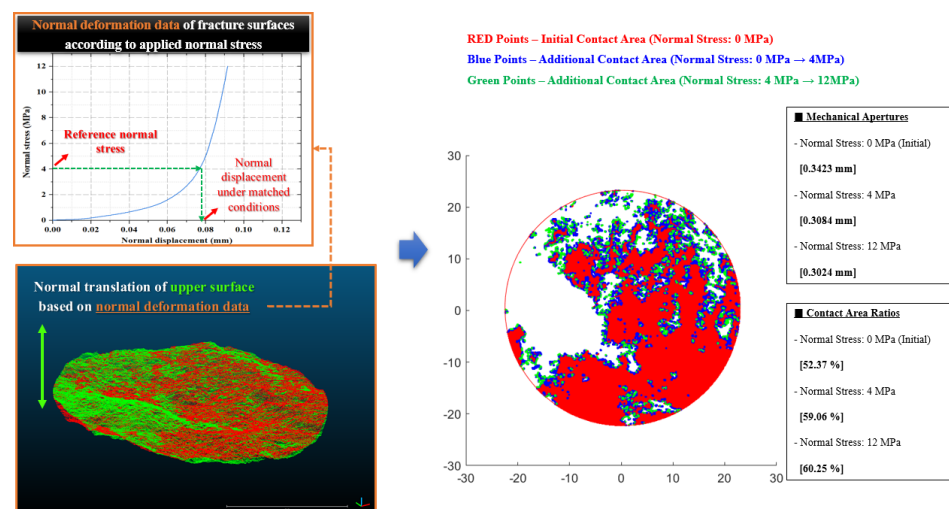 Normal deformation data of fracture surfaces
according to applied normal stress
Normal stress (MPa)
12
10
8
6
4
2
0
Reference normal
stress
Normal
displacement
under matched
conditions
0.00 0.02 0.04 0.06 0.08 0.10 0.12
Normal displacement (mm)
Normal translation of upper surface
based on normal deformation data
RED Points – Initial Contact Area (Normal Stress: 0 MPa)
Blue Points – Additional Contact Area (Normal Stress: 0 MPa → 4MPa)
Green Points – Additional Contact Area (Normal Stress: 4 MPa → 12MPa)
30
20
10
0
-10
-20
-30
-30 -20 -10 0 10 20 30
■ Mechanical Apertures
- Normal Stress: 0 MPa (Initial)
[0.3423 mm]
- Normal Stress: 4 MPa
[0.3084 mm]
- Normal Stress: 12 MPa
[0.3024 mm]
■ Contact Area Ratios
- Normal Stress: 0 MPa (Initial)
[52.37 %]
- Normal Stress: 4 MPa
[59.06 %]
- Normal Stress: 12 MPa
[60.25 %]